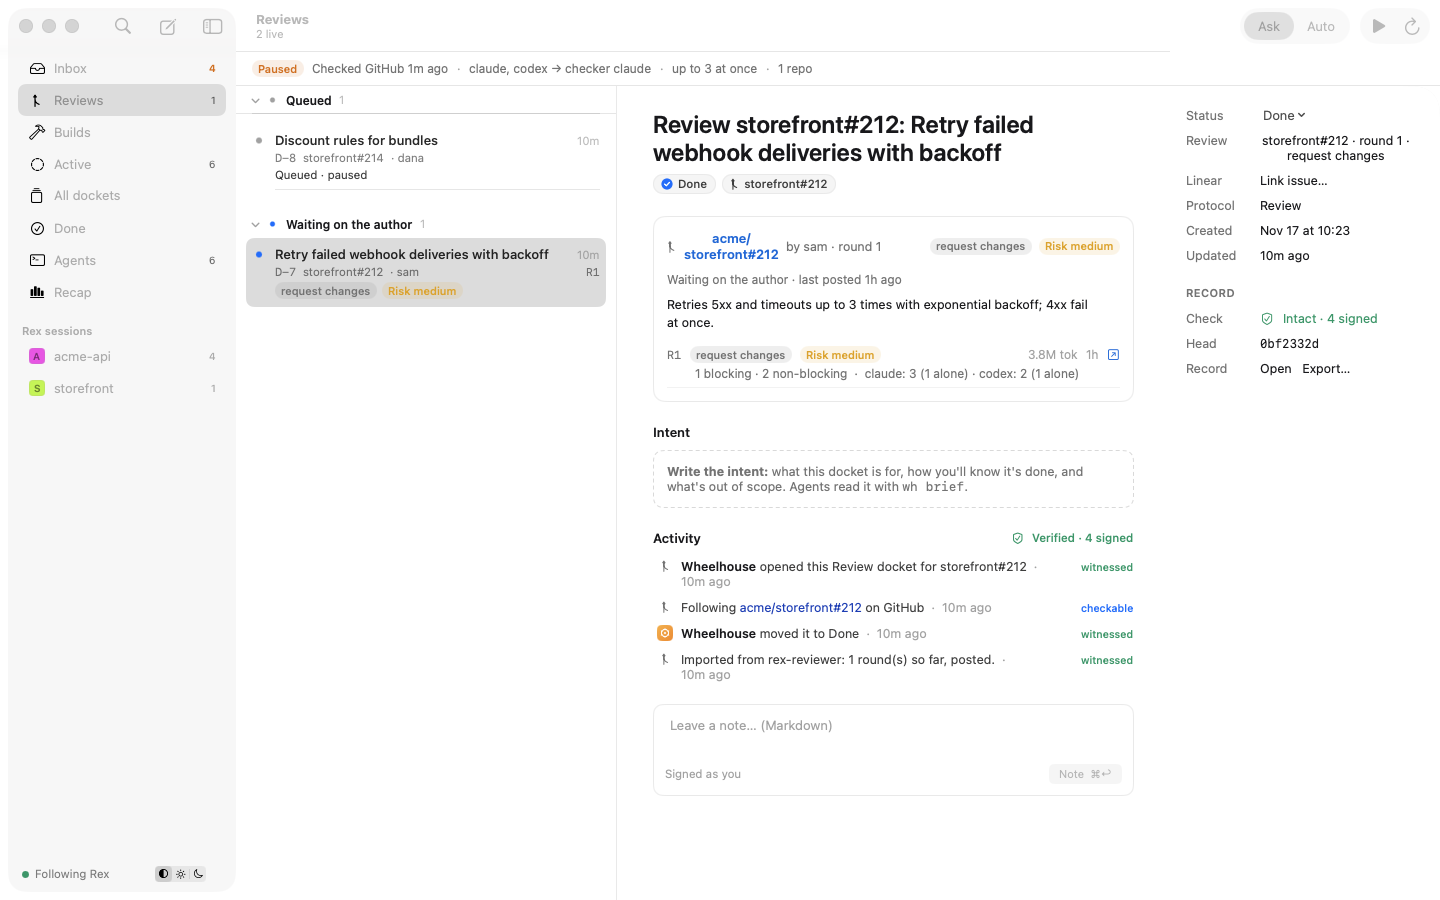 Reviews
2 live
Ask
Auto
Inbox 4
Reviews 1
Builds
Active 6
All dockets
Done
Agents 6
Recap
Rex sessions
A acme-api 4
S storefront 1
Following Rex
Paused Checked GitHub 1m ago · claude, codex → checker claude · up to 3 at once · 1 repo
Queued 1
Discount rules for bundles 10m
D–8 storefront#214 · dana
Queued · paused
Waiting on the author 1
Retry failed webhook deliveries with backoff 10m
D–7 storefront#212 · sam R1
request changes Risk medium
Review storefront#212: Retry failed
webhook deliveries with backoff
Done storefront#212
acme/
storefront#212 by sam · round 1 request changes Risk medium
Waiting on the author · last posted 1h ago
Retries 5xx and timeouts up to 3 times with exponential backoff; 4xx fail
at once.
R1 request changes Risk medium 3.8M tok 1h
1 blocking · 2 non-blocking · claude: 3 (1 alone) · codex: 2 (1 alone)
Intent
Write the intent: what this docket is for, how you'll know it's done, and
what's out of scope. Agents read it with wh brief.
Activity Verified · 4 signed
Wheelhouse opened this Review docket for storefront#212 · witnessed
10m ago
Following acme/storefront#212 on GitHub · 10m ago checkable
Wheelhouse moved it to Done · 10m ago witnessed
Imported from rex-reviewer: 1 round(s) so far, posted. · witnessed
10m ago
Leave a note... (Markdown)
Signed as you Note ⌘↩
Status Done
Review storefront#212 · round 1 ·
request changes
Linear Link issue...
Protocol Review
Created Nov 17 at 10:23
Updated 10m ago
RECORD
Check Intact · 4 signed
Head 0bf2332d
Record Open Export...